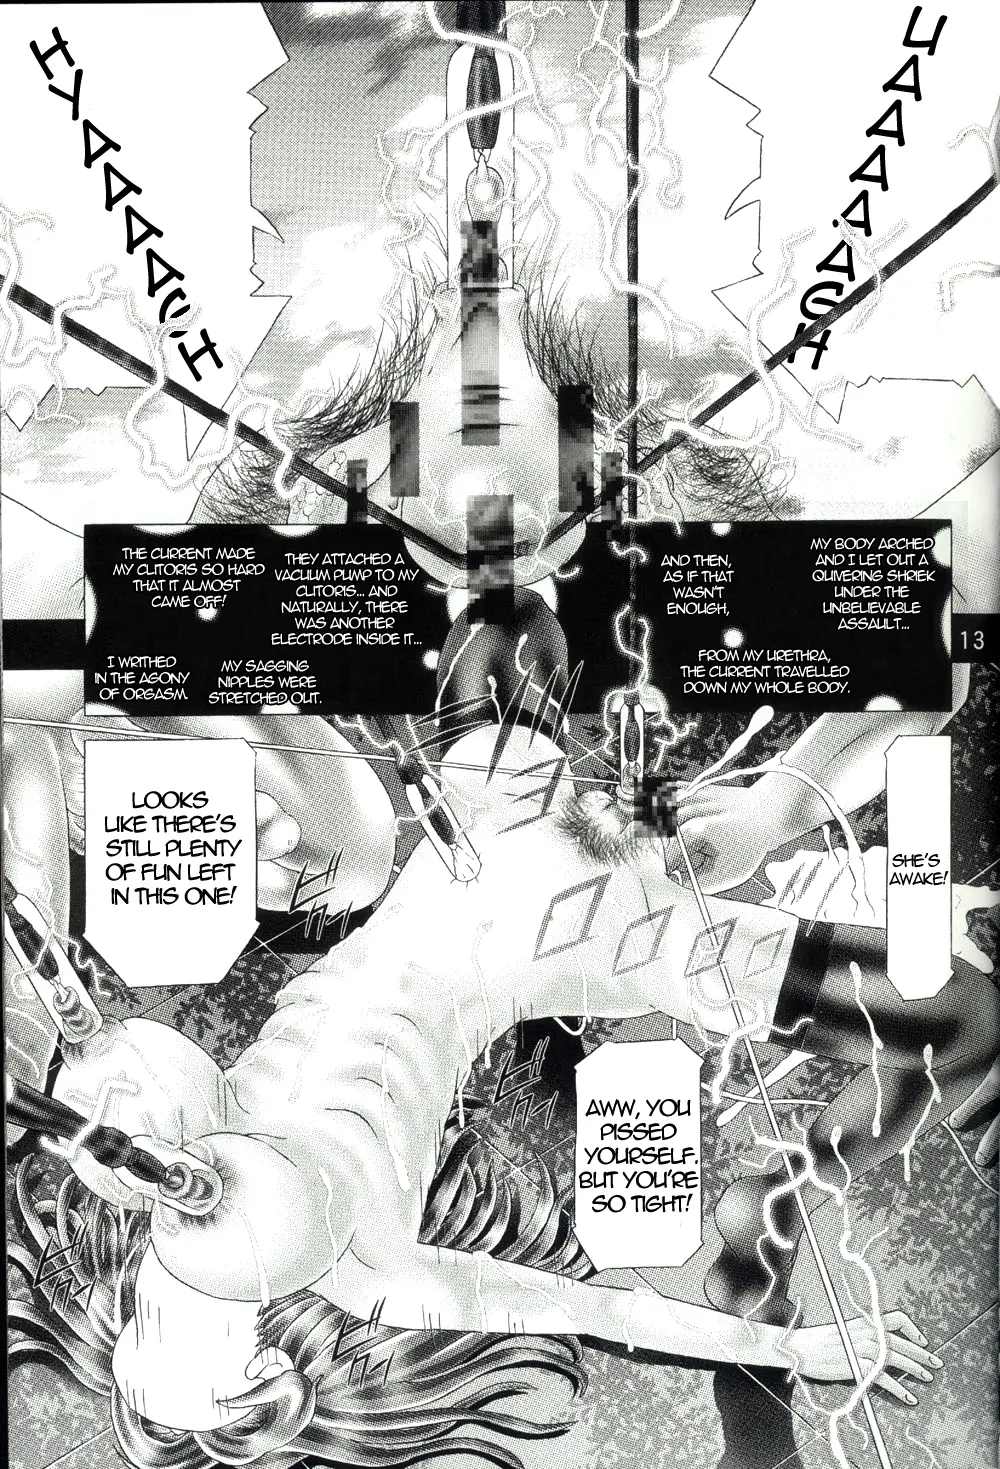 UAAAAAGH
HYAAAAGH
MY BODY ARCHED
AND I LET OUT A
QUIVERING SHRIEK
UNDER THE
UNBELIEVABLE
ASSAULT...
AND THEN,
AS IF THAT
WASN'T
ENOUGH,
FROM MY URETHRA,
THE CURRENT TRAVELLED
DOWN MY WHOLE BODY.
THEY ATTACHED A
VACUUM PUMP TO MY
CLITORIS... AND
NATURALLY, THERE
WAS ANOTHER
ELECTRODE INSIDE IT...
THE CURRENT MADE
MY CLITORIS SO HARD
THAT IT ALMOST
CAME OFF!
MY SAGGING
NIPPLES WERE
STRETCHED OUT.
I WRITHED
IN THE AGONY
OF ORGASM.
13
SHE'S
AWAKE!
LOOKS
LIKE THERE'S
STILL PLENTY
OF FUN LEFT
IN THIS ONE!
AWW, YOU
PISSED
YOURSELF.
BUT YOU'RE
SO TIGHT!